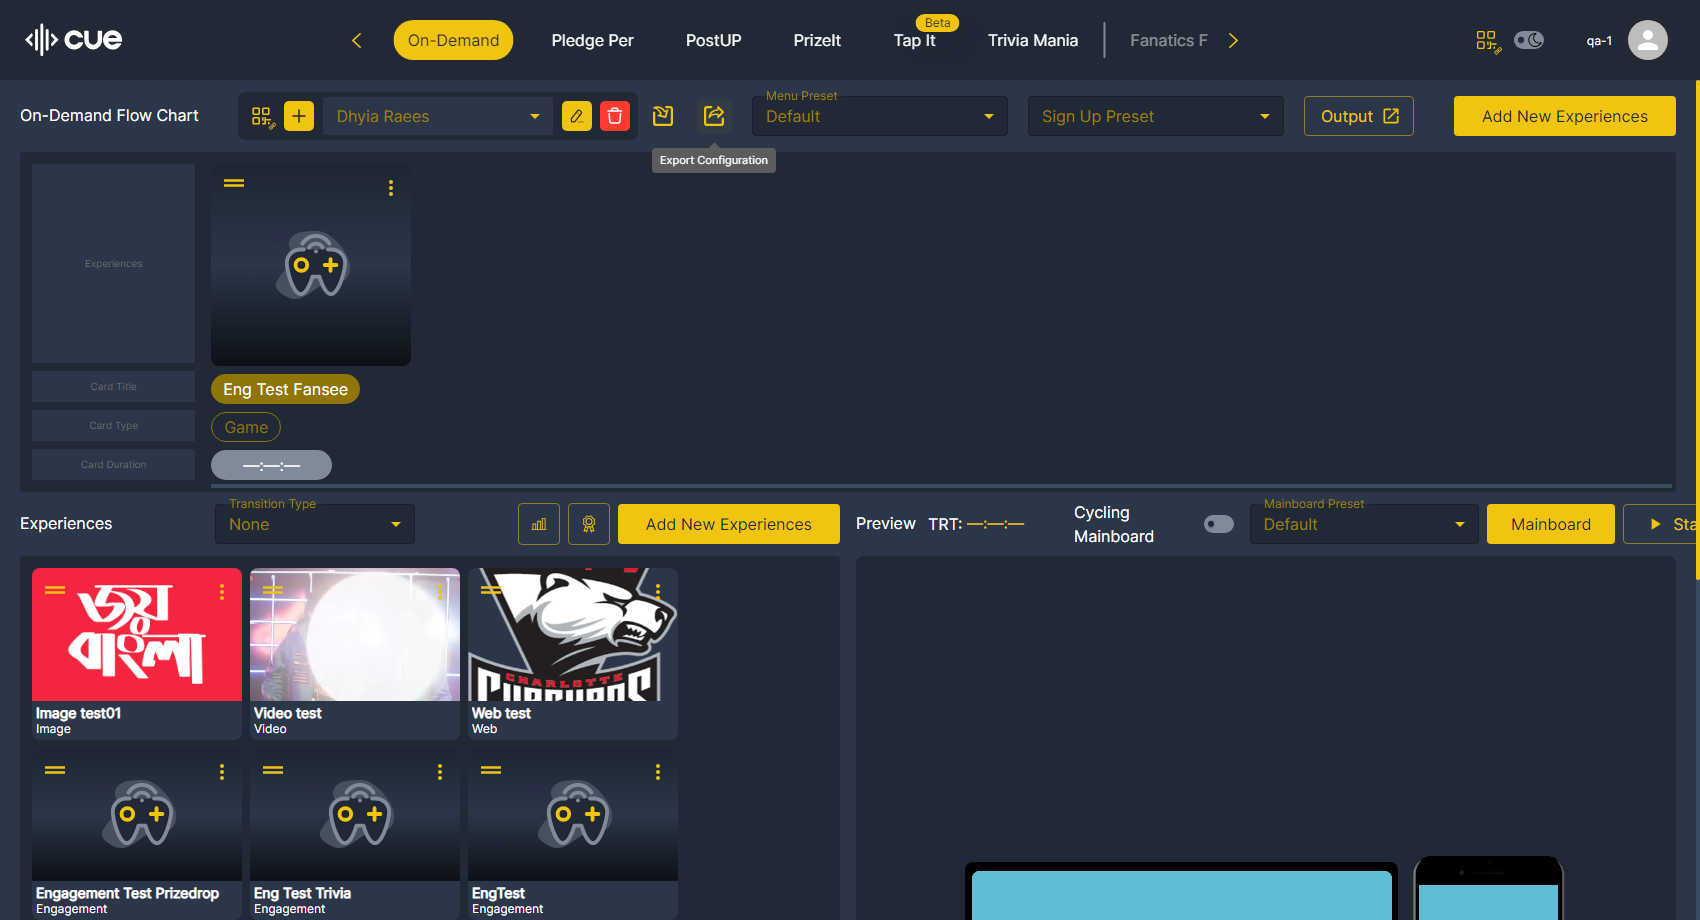 cue
On-Demand
Pledge Per
PostUP
PrizeIt
Tap It
Beta
Trivia Mania
Fanatics F
qa-1
On-Demand Flow Chart
Dhyia Raees
Menu Preset
Default
Sign Up Preset
Output
Add New Experiences
Export Configuration
Experiences
Card Title
Card Type
Card Duration
Eng Test Fansee
Game
—:—:—
Experiences
Transition Type
None
Add New Experiences
Preview
TRT: —:—:—
Cycling
Mainboard
Mainboard Preset
Default
Mainboard
Sta
জয়
বাংলা
Image test01
Image
Video test
Video
CHARLOTTE
Web test
Web
Engagement Test Prizedrop
Engagement
Eng Test Trivia
Engagement
EngTest
Engagement